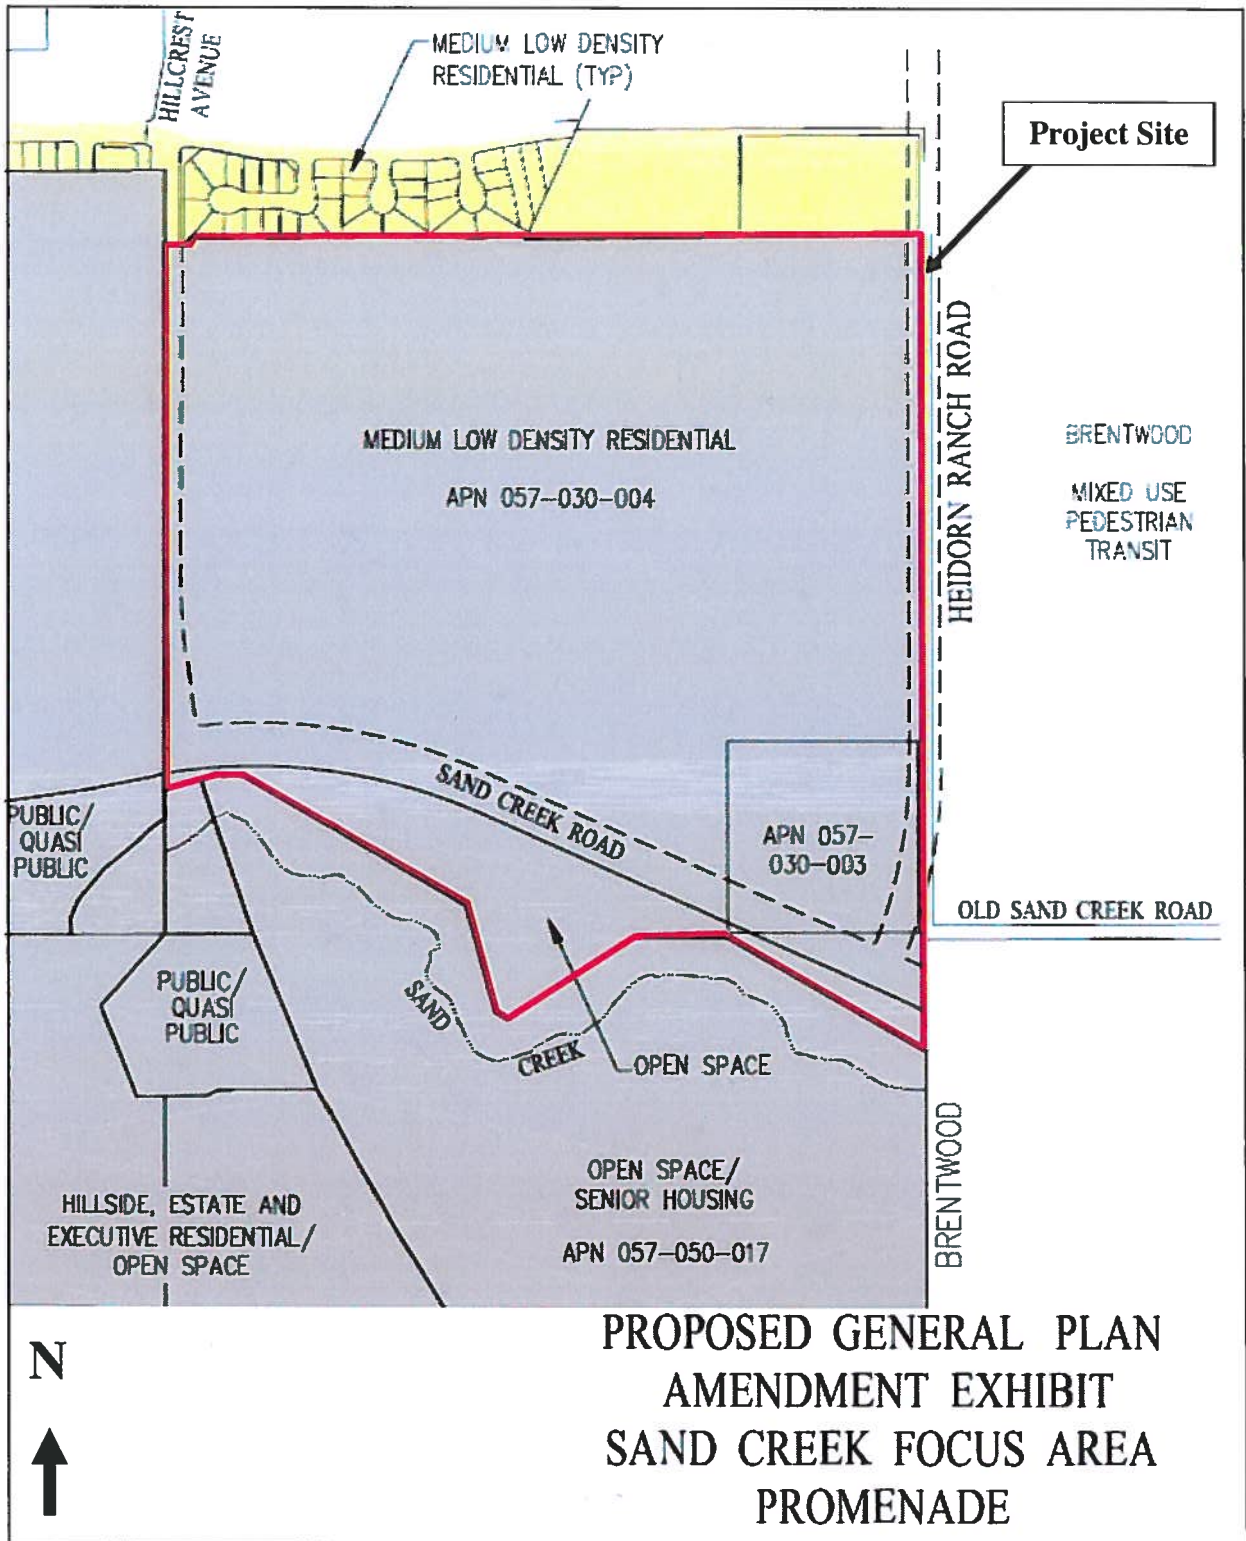 HILLCREST
AVENUE
MEDIUM LOW DENSITY
RESIDENTIAL (TYP)
Project Site
MEDIUM LOW DENSITY RESIDENTIAL
APN 057-030-004
HEIDORN RANCH ROAD
BRENTWOOD
MIXED USE
PEDESTRIAN
TRANSIT
SAND CREEK ROAD
PUBLIC/
QUASI
PUBLIC
APN 057-
030-003
OLD SAND CREEK ROAD
PUBLIC/
QUASI
PUBLIC
SAND
CREEK
OPEN SPACE
BRENTWOOD
OPEN SPACE/
SENIOR HOUSING
APN 057-050-017
HILLSIDE, ESTATE AND
EXECUTIVE RESIDENTIAL/
OPEN SPACE
N
PROPOSED GENERAL PLAN
AMENDMENT EXHIBIT
SAND CREEK FOCUS AREA
PROMENADE